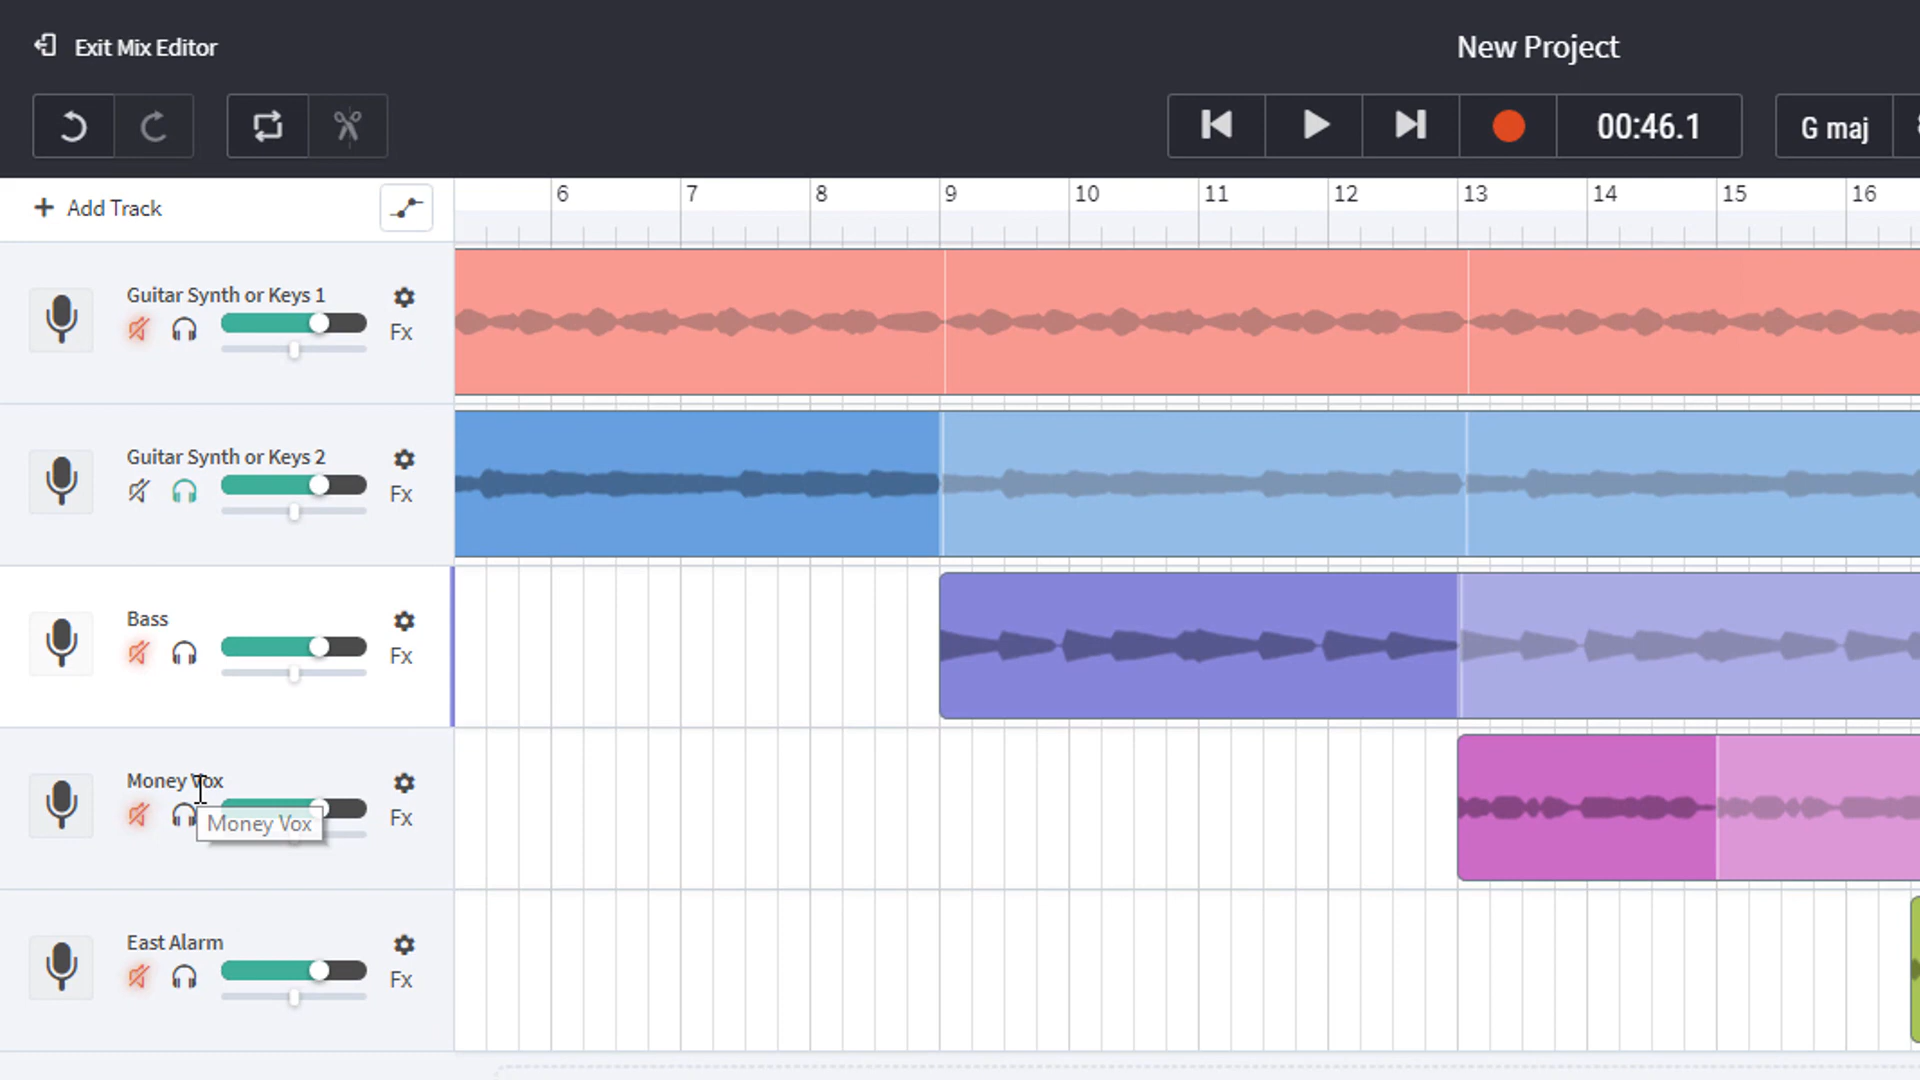 Exit Mix Editor
New Project
00:46.1
G maj
Add Track
6 7 8 9 10 11 12 13 14 15 16
Guitar Synth or Keys 1
Fx
Guitar Synth or Keys 2
Fx
Bass
Fx
Money Vox
Fx
Money Vox
East Alarm
Fx